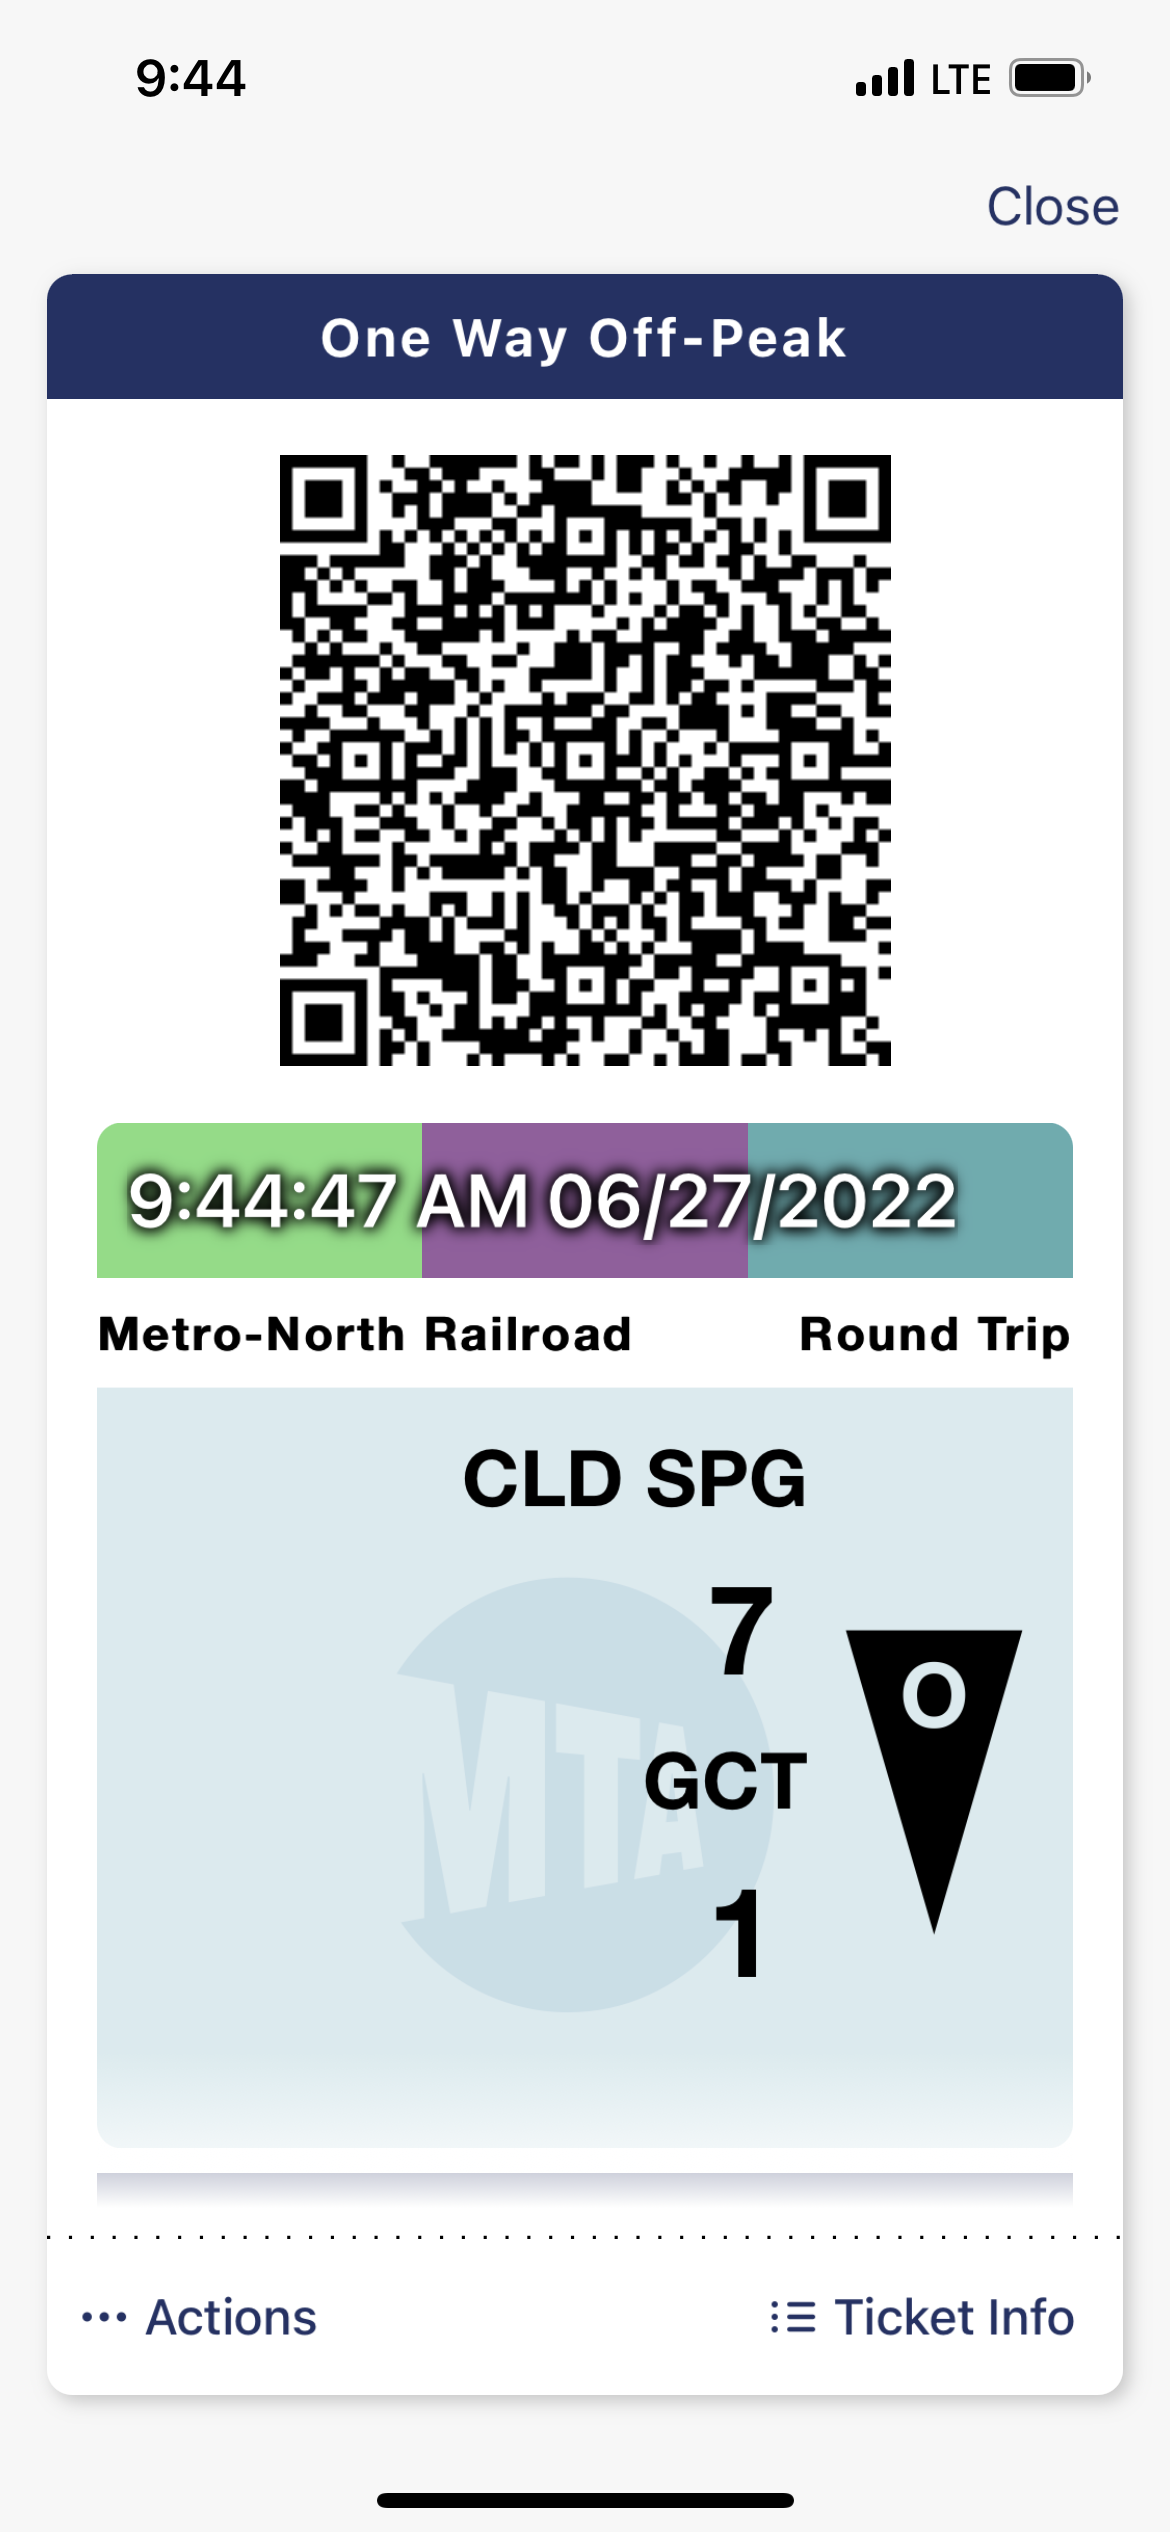 9:44 LTE
Close
One Way Off-Peak
9:44:47 AM 06/27/2022
Metro-North Railroad Round Trip
CLD SPG
7
O
MTA
GCT
1
Actions Ticket Info